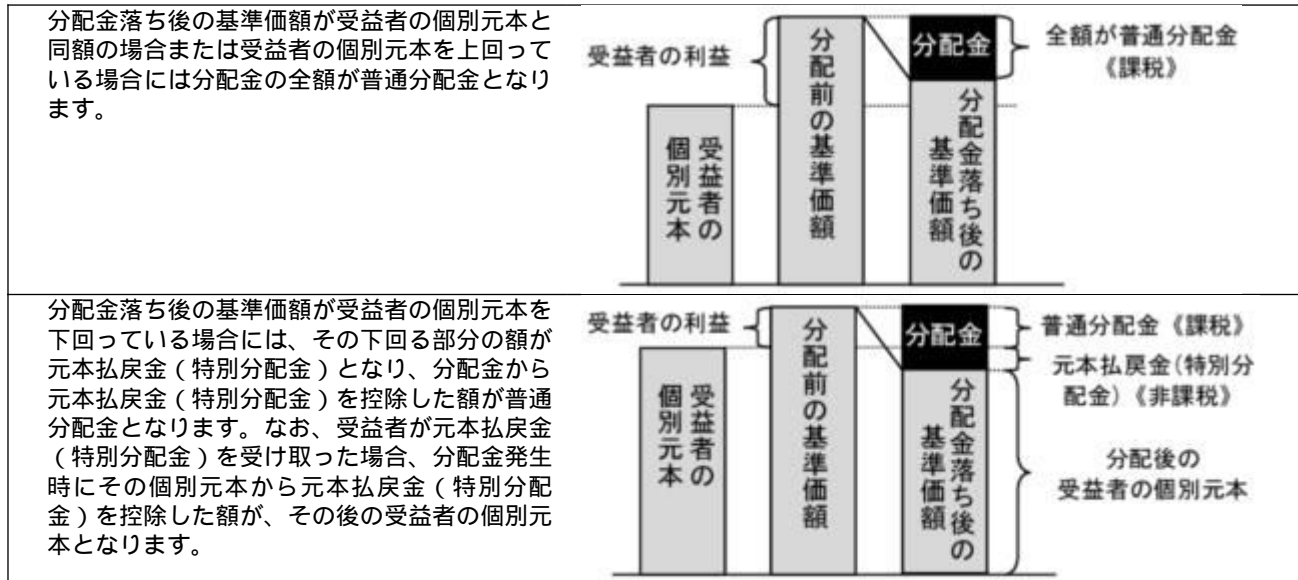 分配金落ち後の基準価額が受益者の個別元本と
同額の場合または受益者の個別元本を上回って
いる場合には分配金の全額が普通分配金となり
ます。
受益者の利益
受益者の
個別元本
分配前の基準価額
分配金
分配金落ち後の
基準価額
全額が普通分配金
《課税》
分配金落ち後の基準価額が受益者の個別元本を
下回っている場合には、その下回る部分の額が
元本払戻金（特別分配金）となり、分配金から
元本払戻金（特別分配金）を控除した額が普通
分配金となります。なお、受益者が元本払戻金
（特別分配金）を受け取った場合、分配金発生
時にその個別元本から元本払戻金（特別分配
金）を控除した額が、その後の受益者の個別元
本となります。
受益者の利益
受益者の
個別元本
分配前の基準価額
分配金
分配金落ち後の
基準価額
普通分配金《課税》
元本払戻金(特別分
配金)《非課税》
分配後の
受益者の個別元本